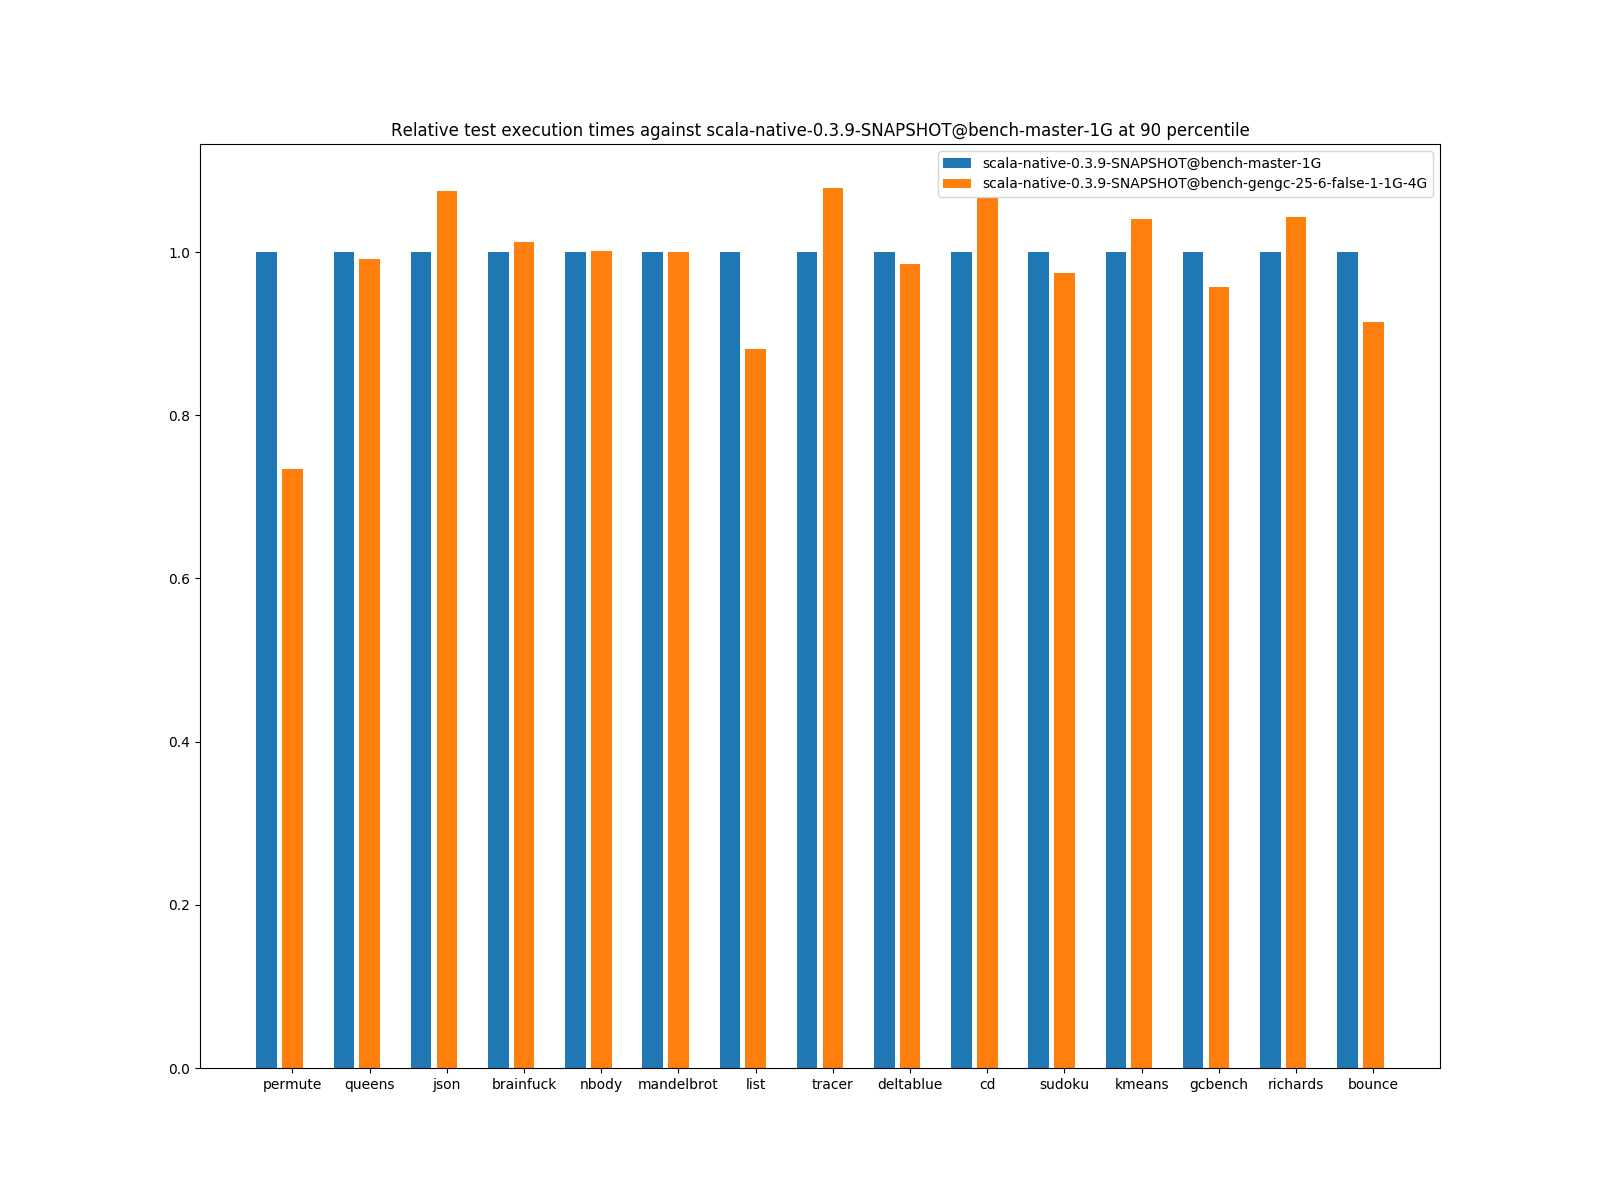 Relative test execution times against scala-native-0.3.9-SNAPSHOT@bench-master-1G at 90 percentile
scala-native-0.3.9-SNAPSHOT@bench-master-1G
scala-native-0.3.9-SNAPSHOT@bench-gengc-25-6-false-1-1G-4G
1.0
0.8
0.6
0.4
0.2
0.0
permute queens json brainfuck nbody mandelbrot list tracer deltablue cd sudoku kmeans gcbench richards bounce